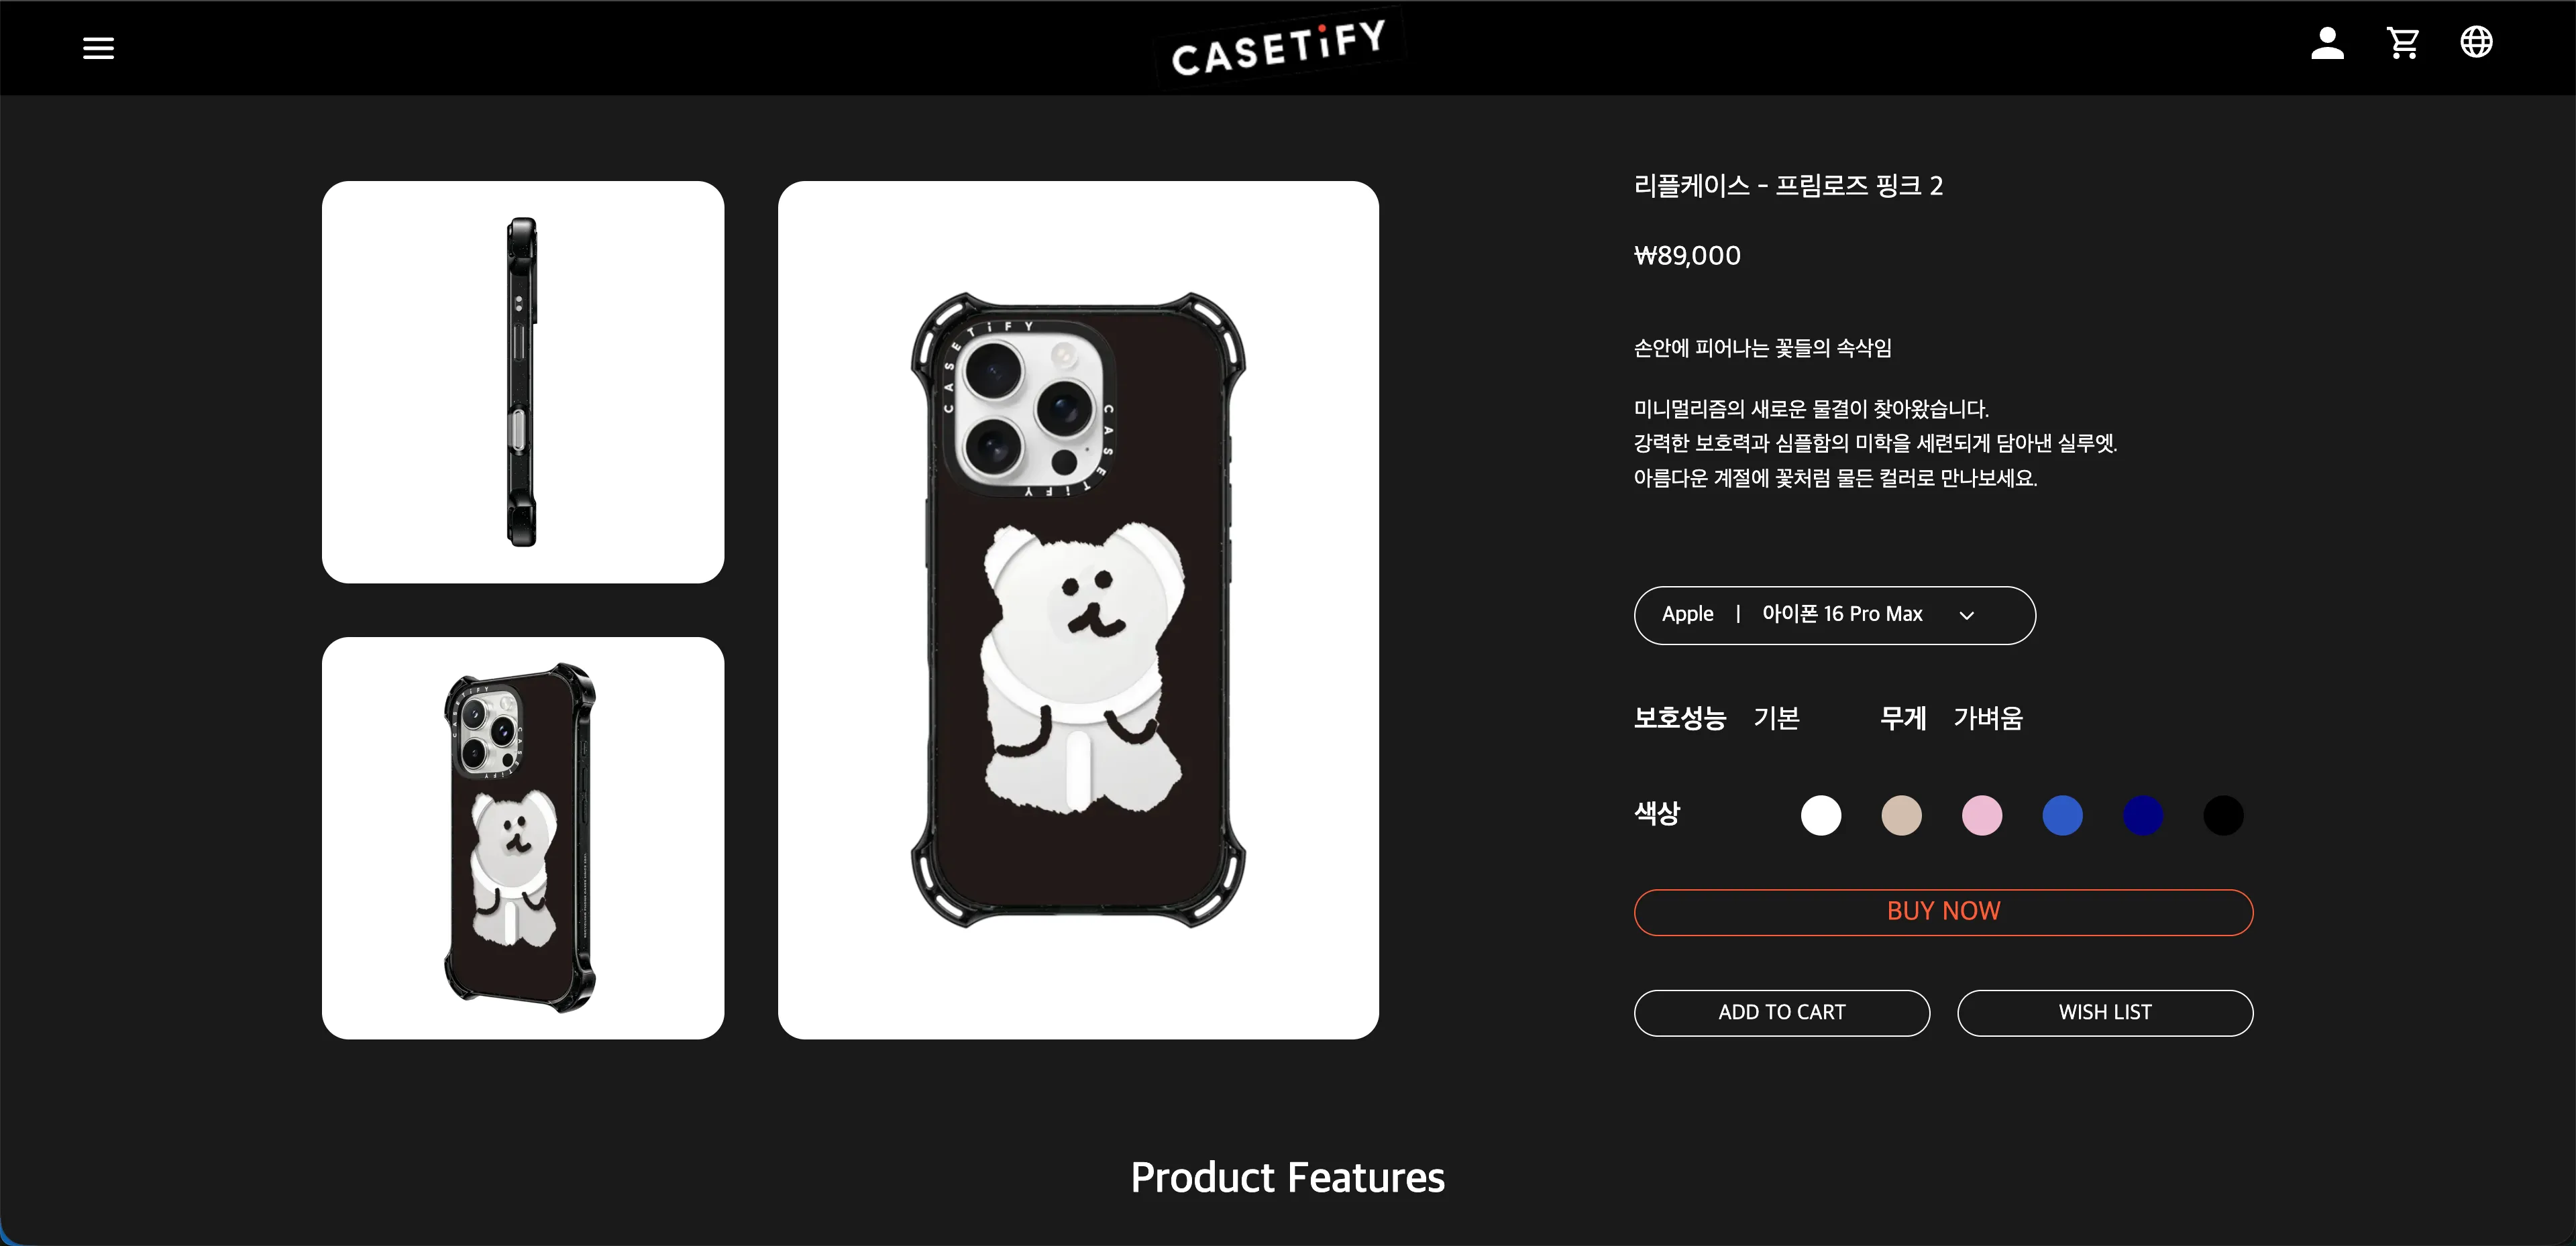 CASETiFY
리플케이스 - 프림로즈 핑크 2
₩89,000
손안에 피어나는 꽃들의 속삭임
미니멀리즘의 새로운 물결이 찾아왔습니다.
강력한 보호력과 심플함의 미학을 세련되게 담아낸 실루엣.
아름다운 계절에 꽃처럼 물든 컬러로 만나보세요.
Apple | 아이폰 16 Pro Max
보호성능 기본 무게 가벼움
색상
BUY NOW
ADD TO CART WISH LIST
CASETiFY
CASETiFY
CASETiFY
CASETiFY
Product Features